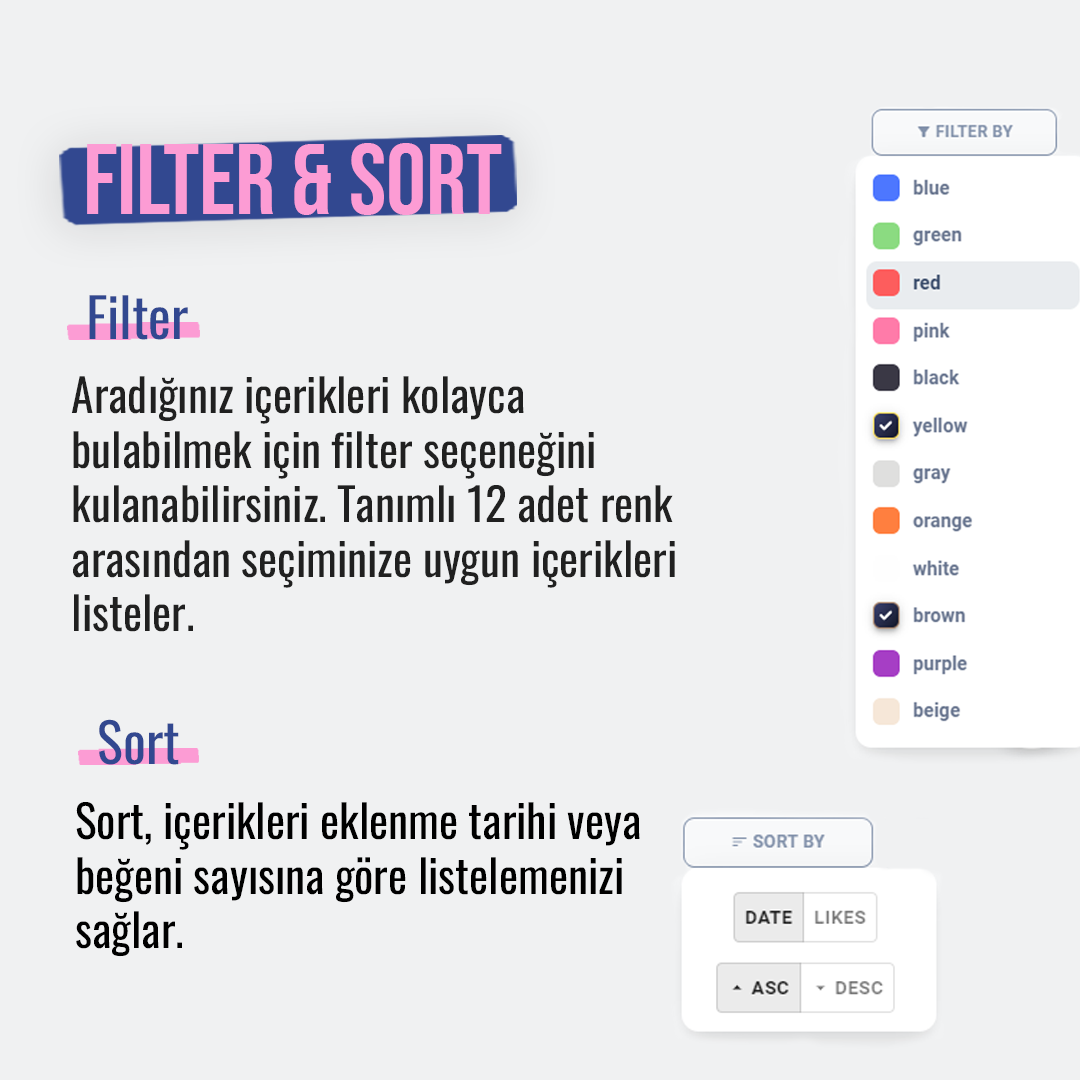 FILTER & SORT
Filter
Aradığınız içerikleri kolayca
bulabilmek için filter seçeneğini
kulanabilirsiniz. Tanımlı 12 adet renk
arasından seçiminize uygun içerikleri
listeler.
Sort
Sort, içerikleri eklenme tarihi veya
beğeni sayısına göre listelemenizi
sağlar.
FILTER BY
blue
green
red
pink
black
yellow
gray
orange
white
brown
purple
beige
SORT BY
DATE LIKES
ASC DESC